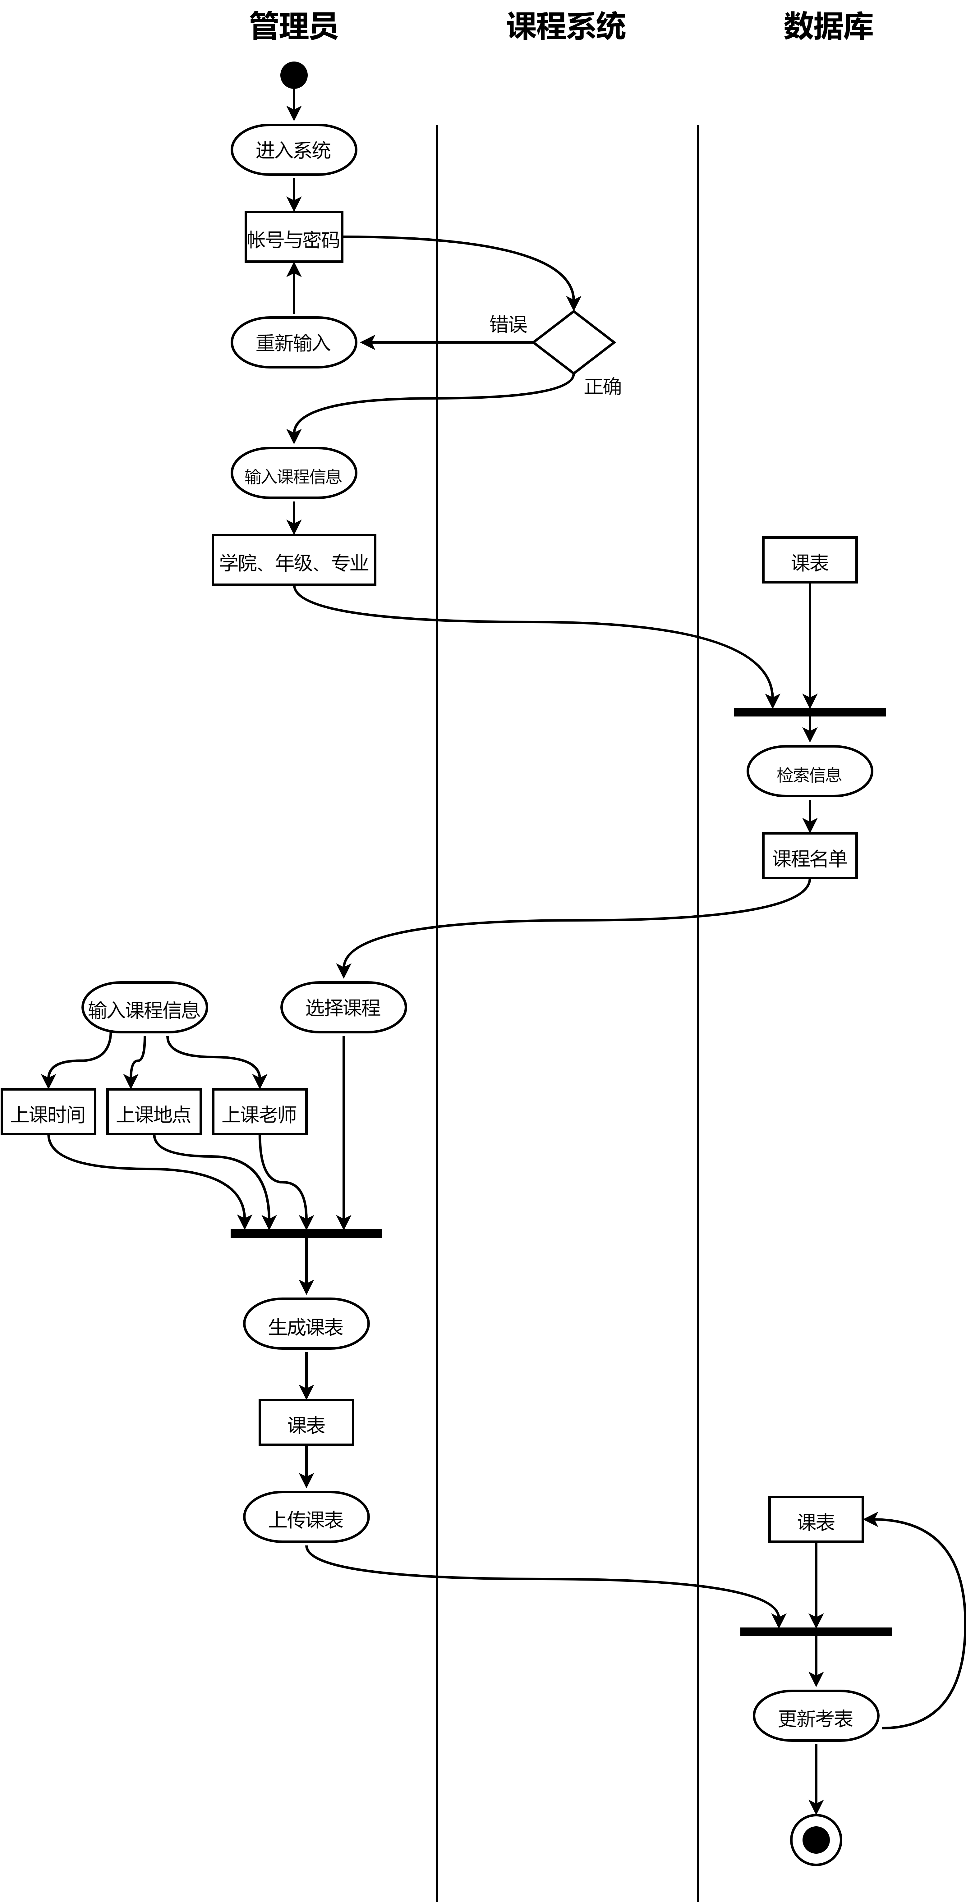 管理员
课程系统
数据库
进入系统
帐号与密码
错误
重新输入
正确
输入课程信息
学院、年级、专业
课表
检索信息
课程名单
输入课程信息
选择课程
上课时间
上课地点
上课老师
生成课表
课表
上传课表
课表
更新考表